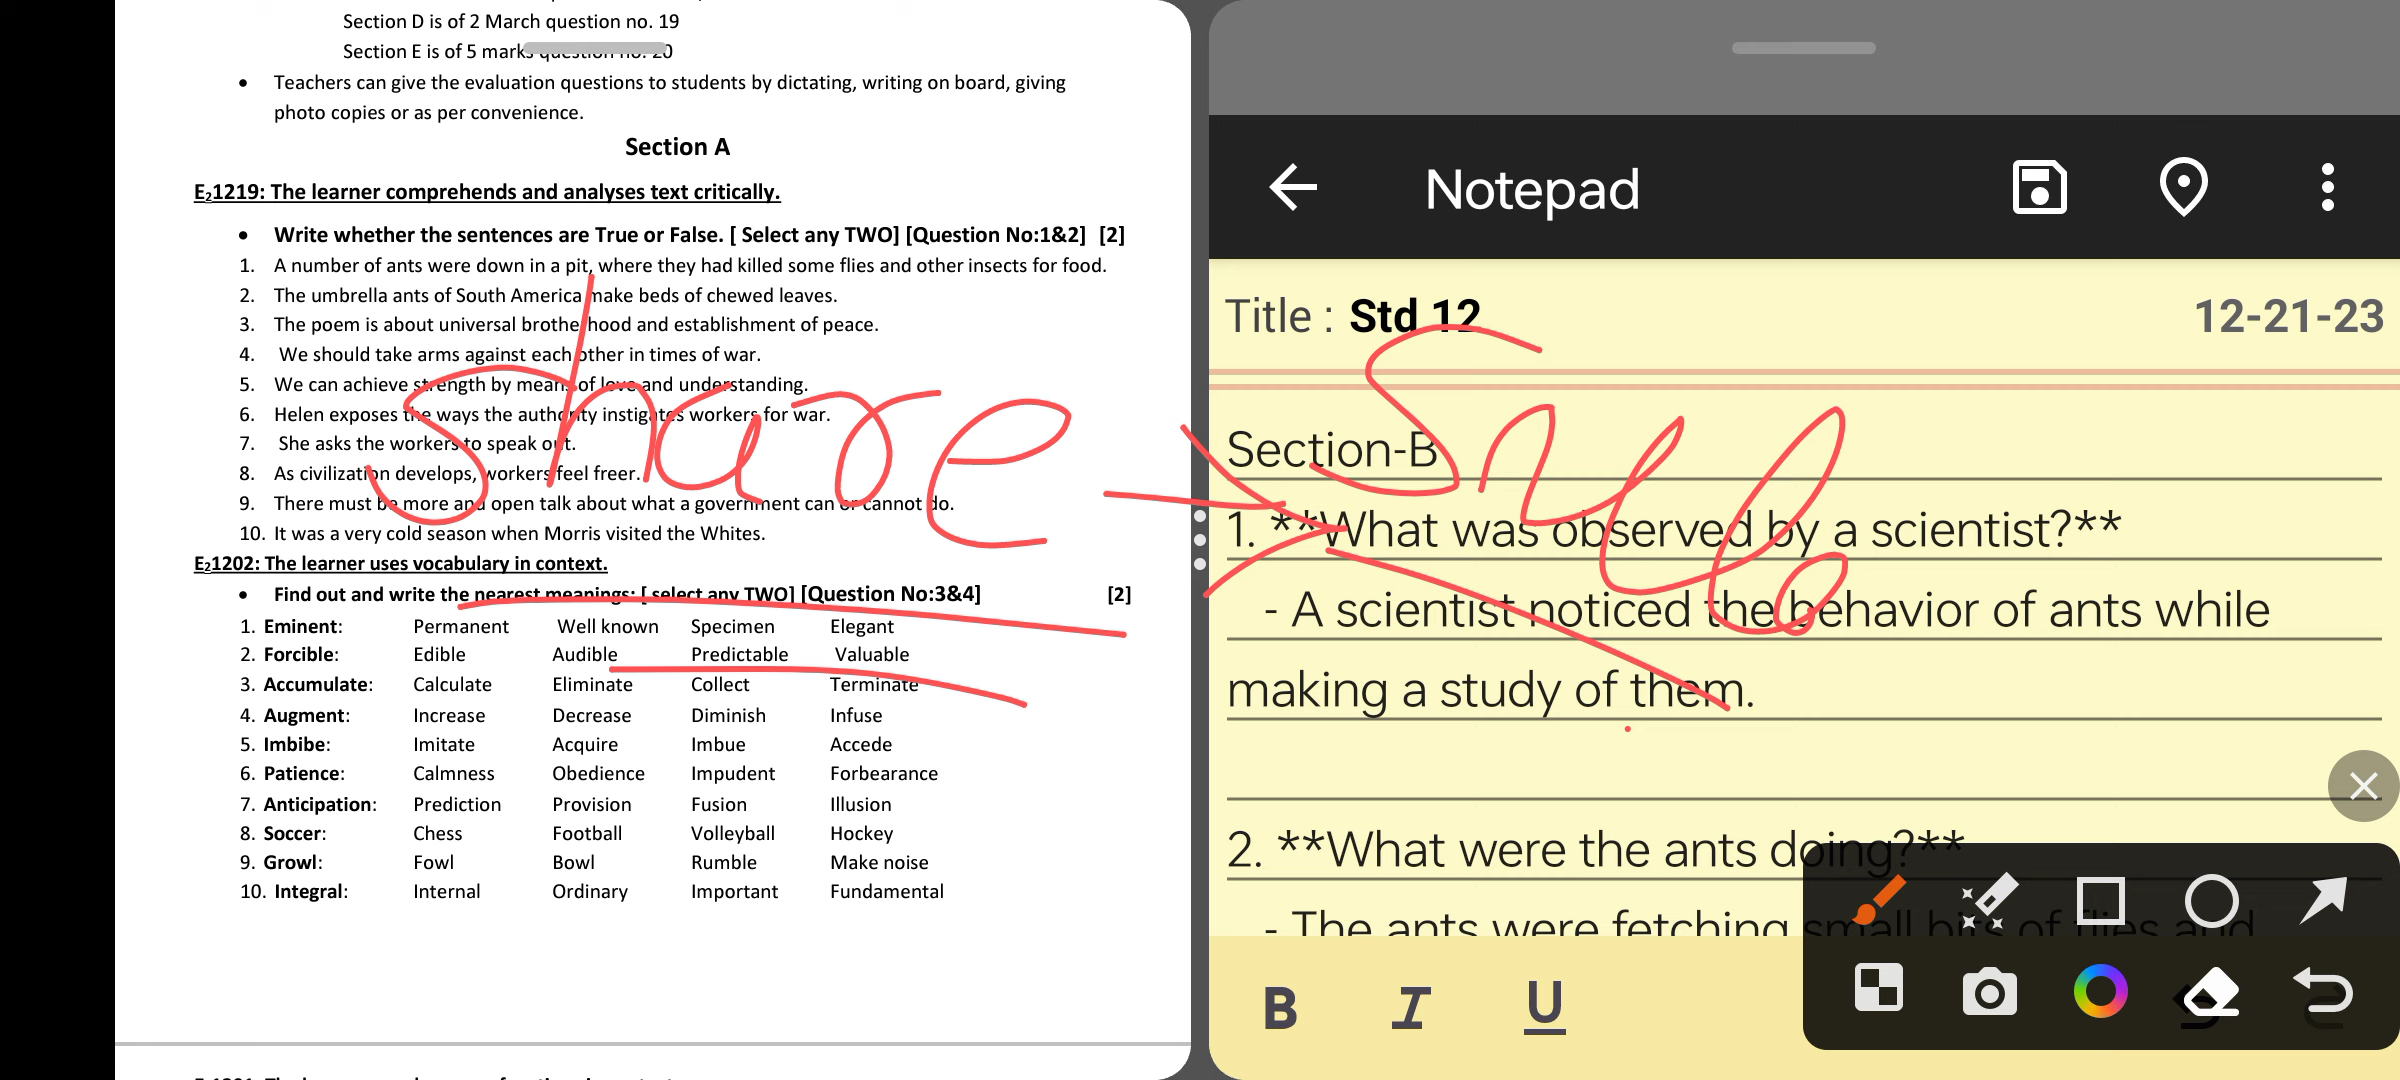 Section D is of 2 March question no. 19
Section E is of 5 marks question no. 20
• Teachers can give the evaluation questions to students by dictating, writing on board, giving
photo copies or as per convenience.
Section A
E₂1219: The learner comprehends and analyses text critically.
• Write whether the sentences are True or False. [ Select any TWO] [Question No:1&2] [2]
1. A number of ants were down in a pit, where they had killed some flies and other insects for food.
2. The umbrella ants of South America make beds of chewed leaves.
3. The poem is about universal brotherhood and establishment of peace.
4. We should take arms against each other in times of war.
5. We can achieve strength by means of love and understanding.
6. Helen exposes the ways the authority instigates workers for war.
7. She asks the workers to speak out.
8. As civilization develops, workers feel freer.
9. There must be more and open talk about what a government can or cannot do.
10. It was a very cold season when Morris visited the Whites.
E₂1202: The learner uses vocabulary in context.
• Find out and write the nearest meanings: [ select any TWO] [Question No:3&4] [2]
1. Eminent: Permanent Well known Specimen Elegant
2. Forcible: Edible Audible Predictable Valuable
3. Accumulate: Calculate Eliminate Collect Terminate
4. Augment: Increase Decrease Diminish Infuse
5. Imbibe: Imitate Acquire Imbue Accede
6. Patience: Calmness Obedience Impudent Forbearance
7. Anticipation: Prediction Provision Fusion Illusion
8. Soccer: Chess Football Volleyball Hockey
9. Growl: Fowl Bowl Rumble Make noise
10. Integral: Internal Ordinary Important Fundamental
share
Notepad
Title : Std 12 12-21-23
Section-B
1. **What was observed by a scientist?**
- A scientist noticed the behavior of ants while
making a study of them.
2. **What were the ants doing?**
- The ants were fetching small bits of flies and
B I U